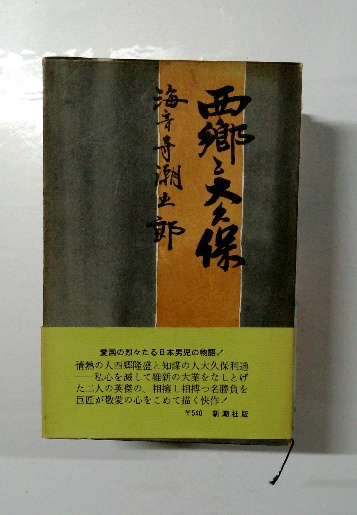 西郷と大久保
海音寺潮五郎
愛国の烈々たる日本男児の物語！
情熱の人西郷隆盛と知謀の人大久保利通
──私心を滅して維新の大業をなしとげ
た二人の英傑の、相擁し相搏つ名勝負を
巨匠が敬愛の心をこめて描く快作！
￥540 新潮社版